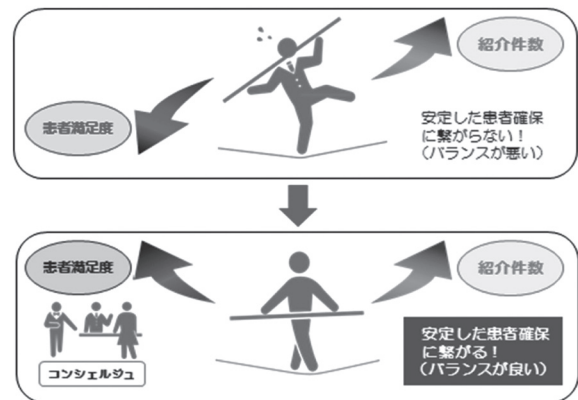 紹介件数
患者満足度
安定した患者確保
に繋がらない！
（バランスが悪い）
患者満足度
紹介件数
コンシェルジュ
安定した患者確保
に繋がる！
（バランスが良い）